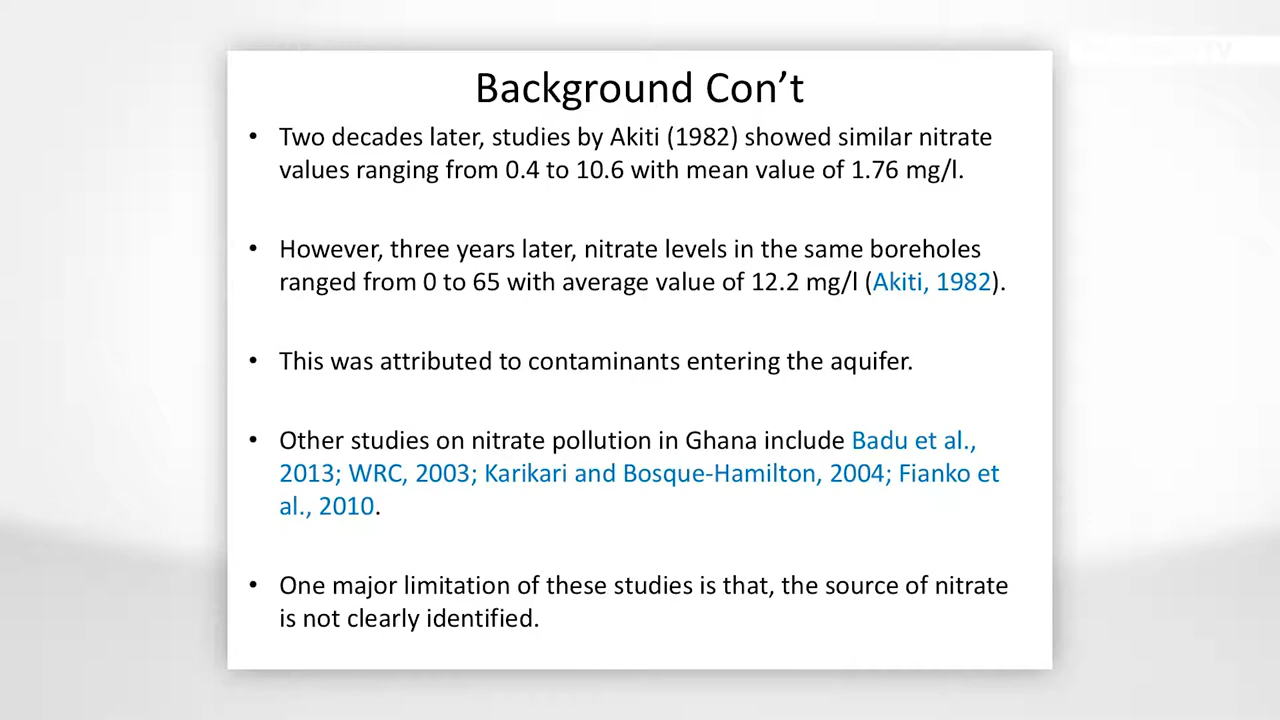 Background Con’t
• Two decades later, studies by Akiti (1982) showed similar nitrate
values ranging from 0.4 to 10.6 with mean value of 1.76 mg/l.
• However, three years later, nitrate levels in the same boreholes
ranged from 0 to 65 with average value of 12.2 mg/l (Akiti, 1982).
• This was attributed to contaminants entering the aquifer.
• Other studies on nitrate pollution in Ghana include Badu et al.,
2013; WRC, 2003; Karikari and Bosque-Hamilton, 2004; Fianko et
al., 2010.
• One major limitation of these studies is that, the source of nitrate
is not clearly identified.
TV